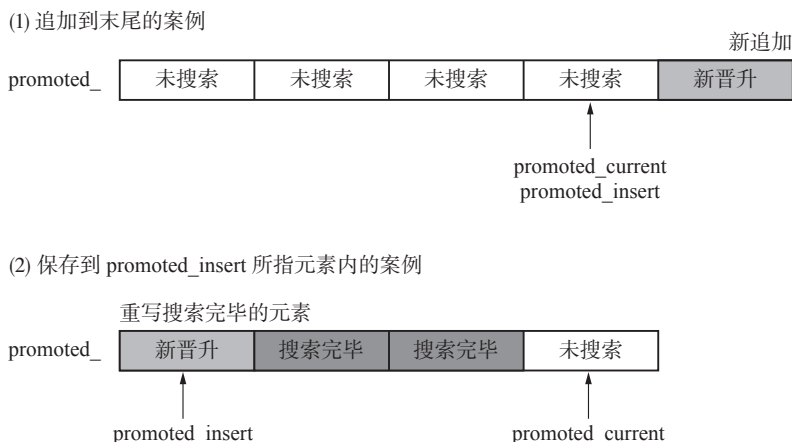 (1) 追加到末尾的案例
新追加
promoted_ 未搜索 未搜索 未搜索 未搜索 新晋升
promoted_current
promoted_insert
(2) 保存到 promoted_insert 所指元素内的案例
重写搜索完毕的元素
promoted_ 新晋升 搜索完毕 搜索完毕 未搜索
promoted_insert promoted_current